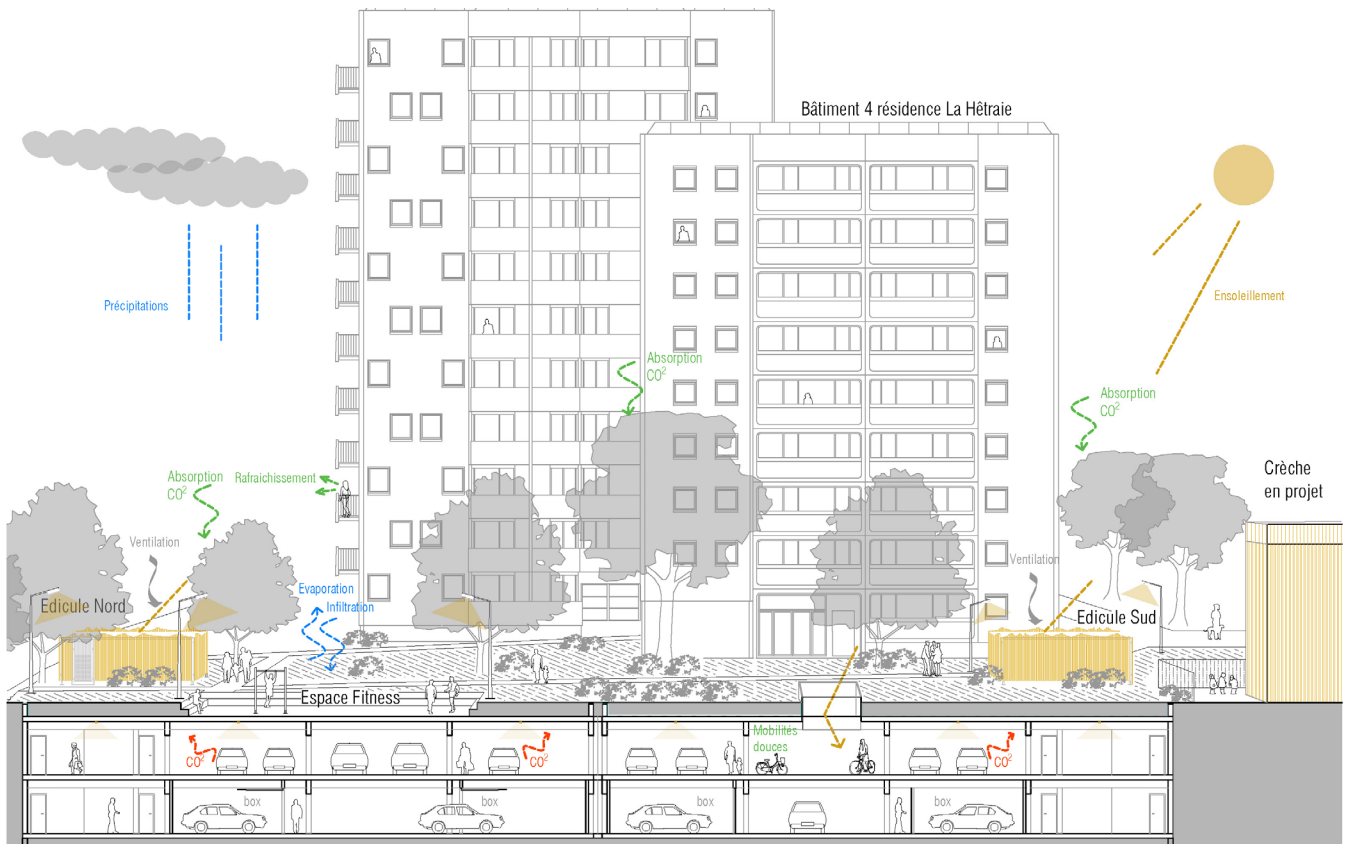 Bâtiment 4 résidence La Hêtraie
Précipitations
Ensoleillement
Absorption
CO²
Absorption
CO²
Absorption
CO²
Rafraichissement
Crèche
en projet
Ventilation
Ventilation
Evaporation
Infiltration
Edicule Nord
Edicule Sud
Espace Fitness
Mobilités
douces
CO²
CO²
CO²
box
box
box
box